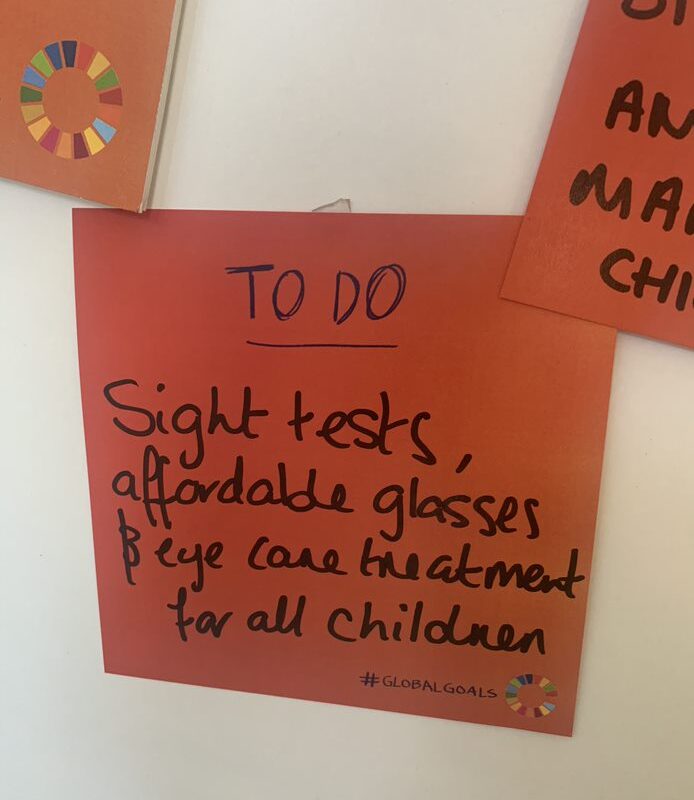 TO DO
Sight tests,
affordable glasses
& eye care treatment
for all children
#GLOBALGOALS
AN
MA
CHI